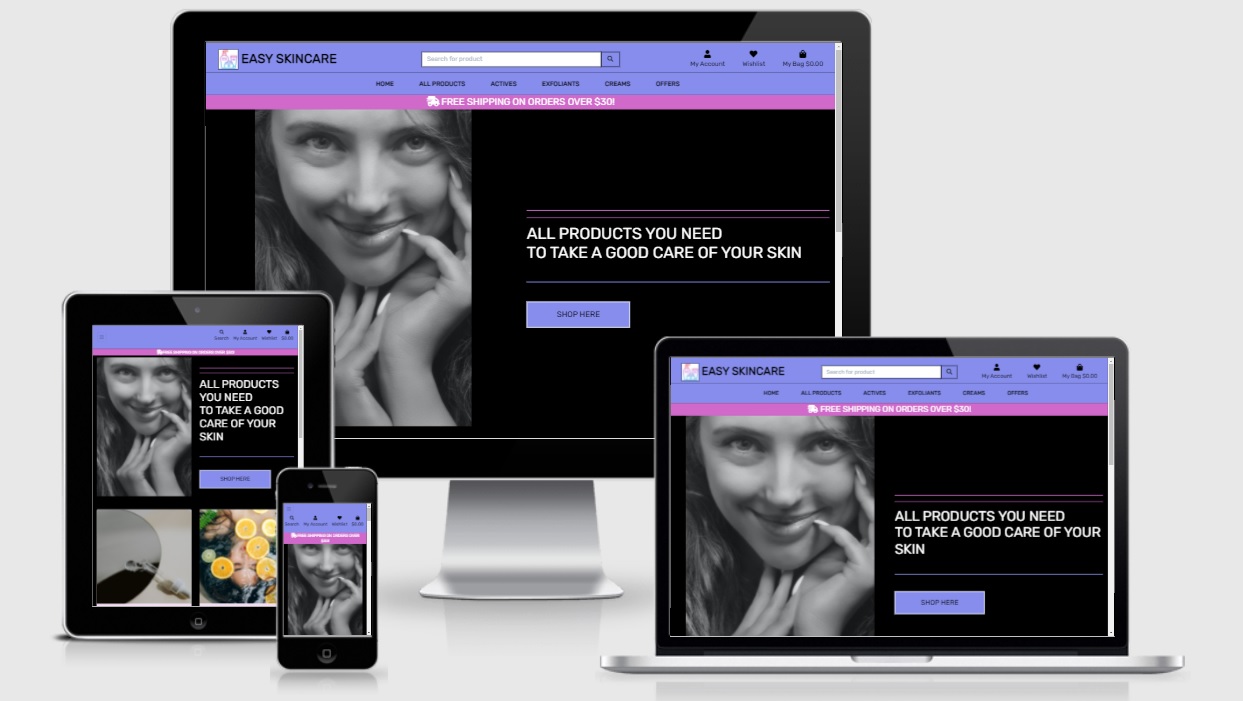 EASY SKINCARE
Search for product
My Account
Wishlist
My Bag $0.00
HOME
ALL PRODUCTS
ACTIVES
EXFOLIANTS
CREAMS
OFFERS
FREE SHIPPING ON ORDERS OVER $30!
ALL PRODUCTS YOU NEED
TO TAKE A GOOD CARE OF YOUR SKIN
SHOP HERE
Search
My Account
Wishlist
$0.00
FREE SHIPPING ON ORDERS OVER $30!
ALL PRODUCTS
YOU NEED
TO TAKE A GOOD
CARE OF YOUR
SKIN
SHOP HERE
Search
My Account
Wishlist
$0.00
FREE SHIPPING ON ORDERS OVER
$30!
EASY SKINCARE
Search for product
My Account
Wishlist
My Bag $0.00
HOME
ALL PRODUCTS
ACTIVES
EXFOLIANTS
CREAMS
OFFERS
FREE SHIPPING ON ORDERS OVER $30!
ALL PRODUCTS YOU NEED
TO TAKE A GOOD CARE OF YOUR
SKIN
SHOP HERE